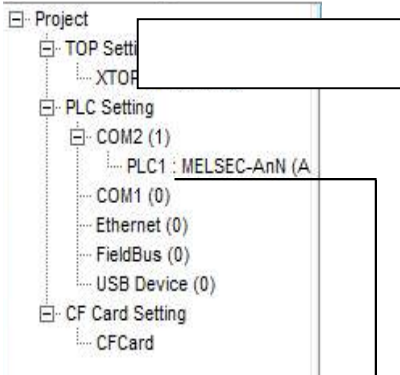 Project
TOP Setti
XTOP
PLC Setting
COM2 (1)
PLC1 : MELSEC-AnN (A
COM1 (0)
Ethernet (0)
FieldBus (0)
USB Device (0)
CF Card Setting
CFCard